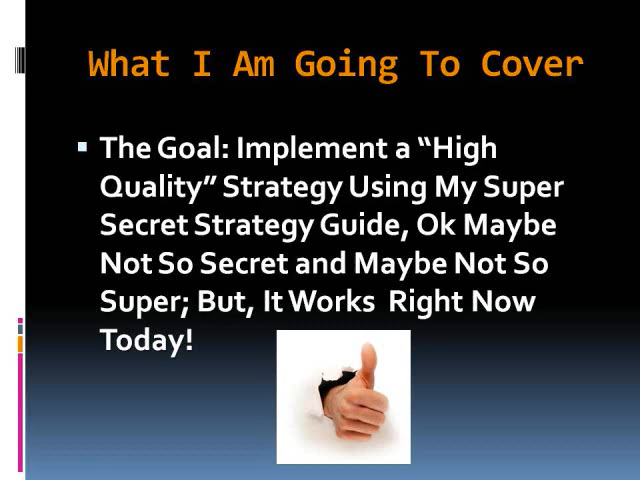 What I Am Going To Cover
The Goal: Implement a “High
Quality” Strategy Using My Super
Secret Strategy Guide, Ok Maybe
Not So Secret and Maybe Not So
Super; But, It Works  Right Now
Today!